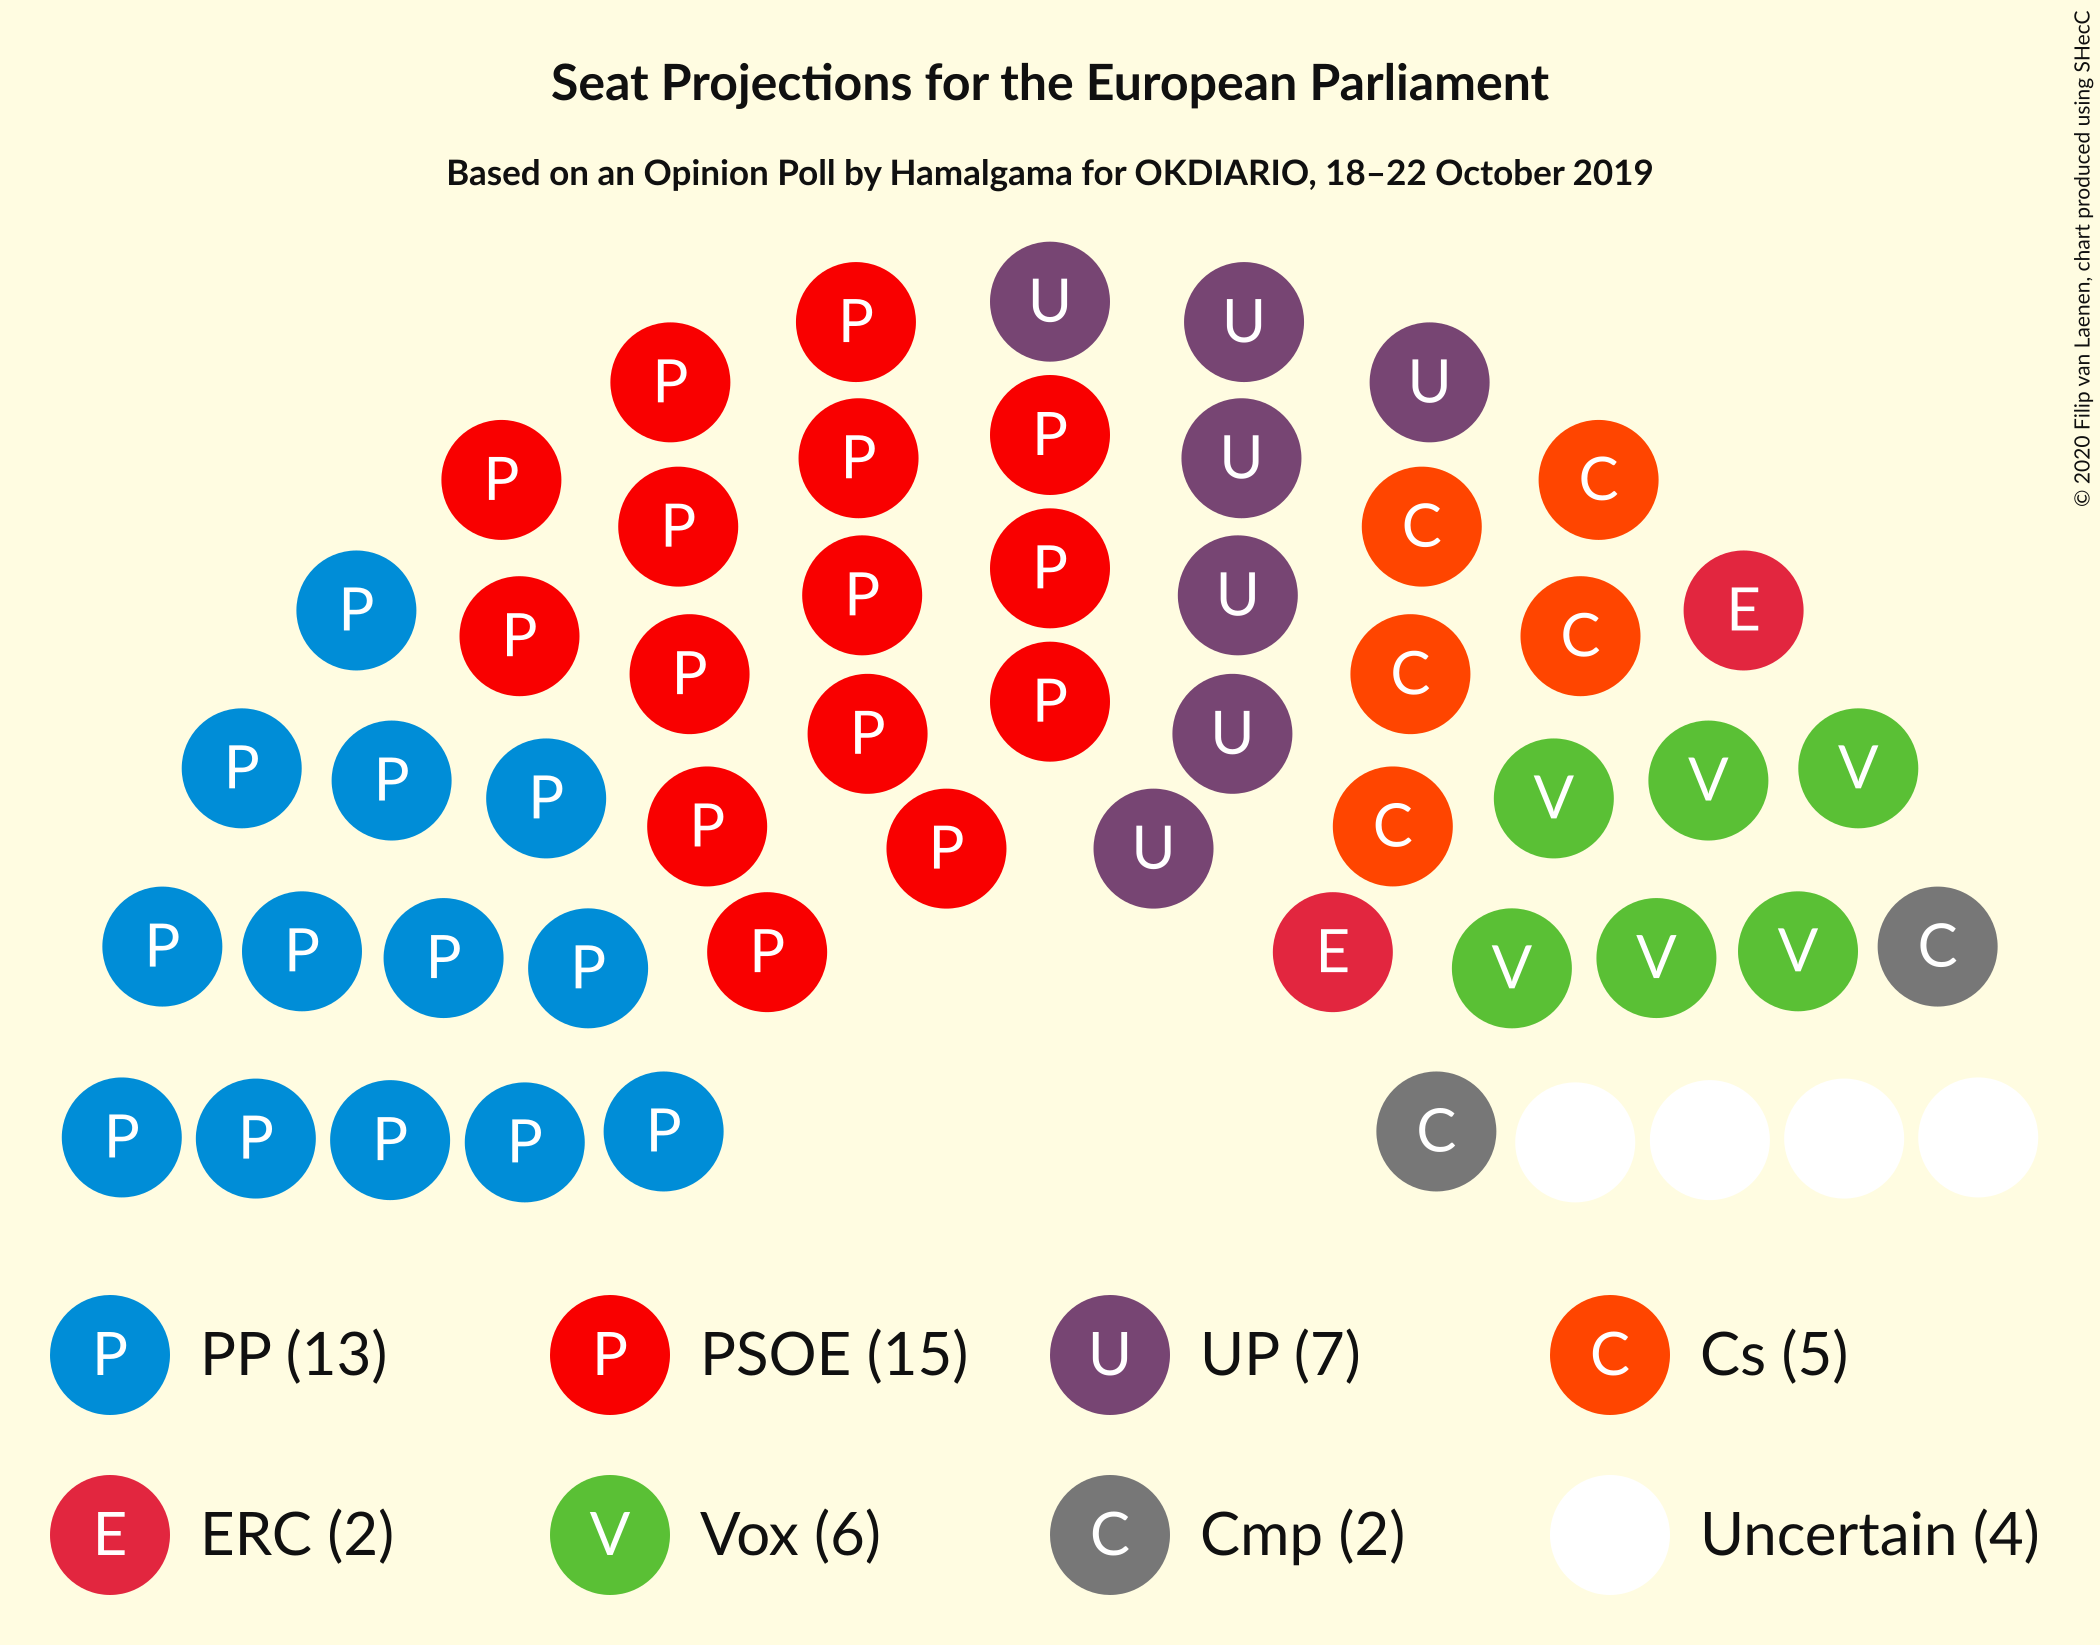 Seat Projections for the European Parliament
Based on an Opinion Poll by Hamalgama for OKDIARIO, 18–22 October 2019
© 2020 Filip van Laenen, chart produced using SHecC
U
P U
P U
P P C
P P U
P C
P P E
P U
P C
P C
P U
P U
P P P V V V
P C
P U
P P P P P E V V V C
P P P P P C
P PP (13) P PSOE (15) U UP (7) C Cs (5)
E ERC (2) V Vox (6) C Cmp (2) Uncertain (4)